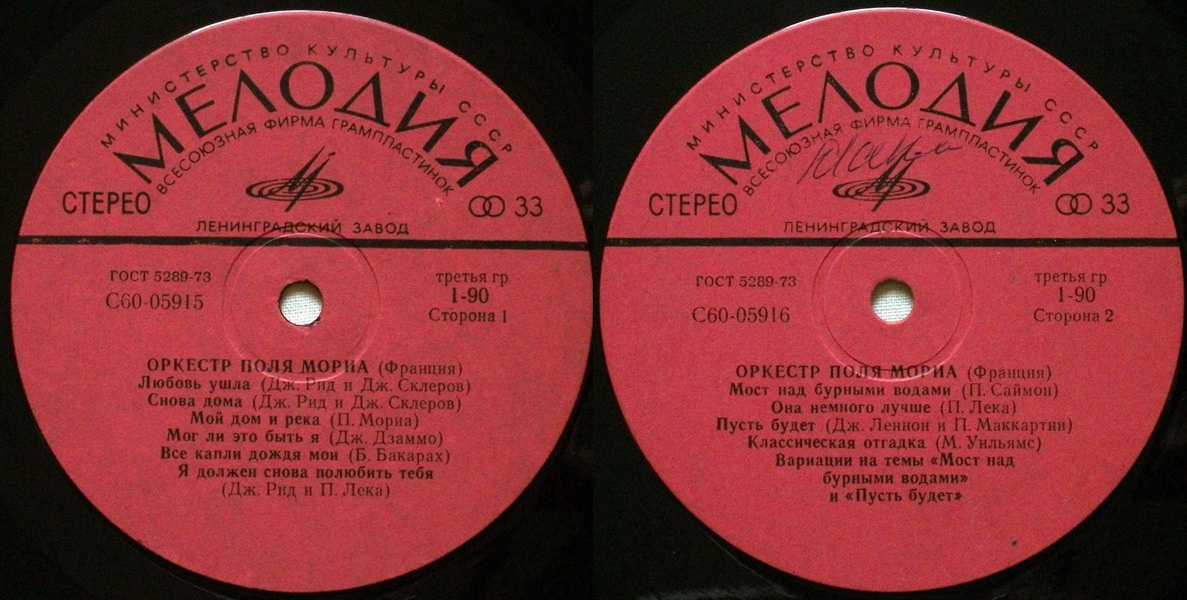 МИНИСТЕРСТВО КУЛЬТУРЫ СССР
МЕЛОДИЯ
ВСЕСОЮЗНАЯ ФИРМА ГРАМПЛАСТИНОК
СТЕРЕО
33
ЛЕНИНГРАДСКИЙ ЗАВОД
ГОСТ 5289-73
С60-05915
третья гр
1-90
Сторона 1
ОРКЕСТР ПОЛЯ МОРИА (Франция)
Любовь ушла (Дж. Рид и Дж. Склеров)
Снова дома (Дж. Рид и Дж. Склеров)
Мой дом и река (П. Мориа)
Мог ли это быть я (Дж. Дзаммо)
Все капли дождя мои (Б. Бакарах)
Я должен снова полюбить тебя
(Дж. Рид и П. Лека)
МИНИСТЕРСТВО КУЛЬТУРЫ СССР
МЕЛОДИЯ
ВСЕСОЮЗНАЯ ФИРМА ГРАМПЛАСТИНОК
СТЕРЕО
33
ЛЕНИНГРАДСКИЙ ЗАВОД
ГОСТ 5289-73
С60-05916
третья гр
1-90
Сторона 2
ОРКЕСТР ПОЛЯ МОРИА (Франция)
Мост над бурными водами (П. Саймон)
Она немного лучше (П. Лека)
Пусть будет (Дж. Леннон и П. Маккартни)
Классическая отгадка (М. Уильямс)
Вариации на темы «Мост над
бурными водами»
и «Пусть будет»